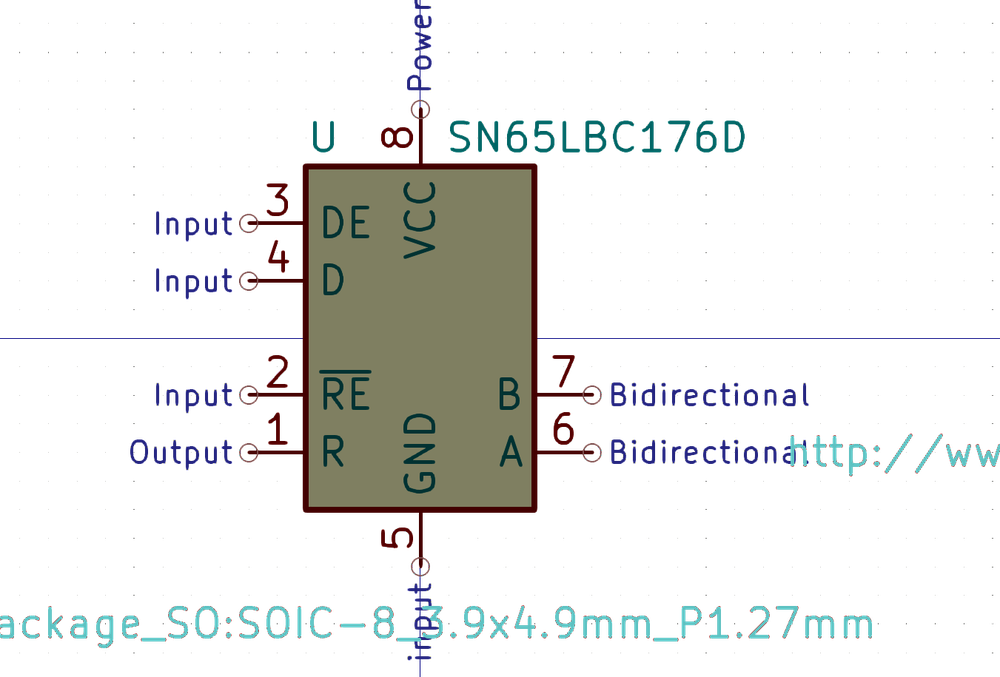 Power
U 8 SN65LBC176D
VCC
Input 3 DE
Input 4 D
Input 2 RE 7 B Bidirectional
Output 1 R 6 A Bidirectional
http://ww
GND
5
input
ackage_SO:SOIC-8_3.9x4.9mm_P1.27mm